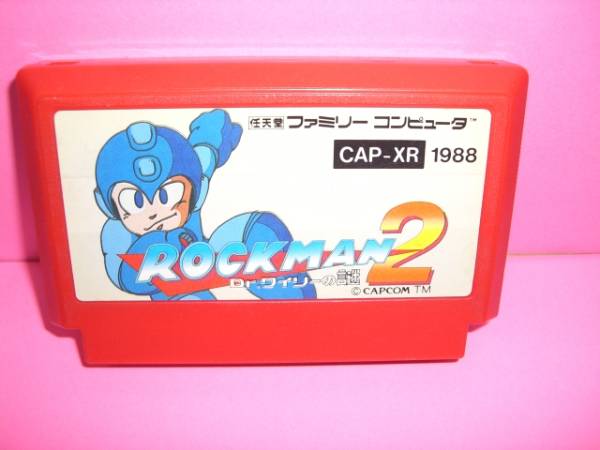 任天堂 ファミリー コンピュータ™
CAP-XR 1988
ROCKMAN 2
Dr.ワイリーの謎
©CAPCOM TM